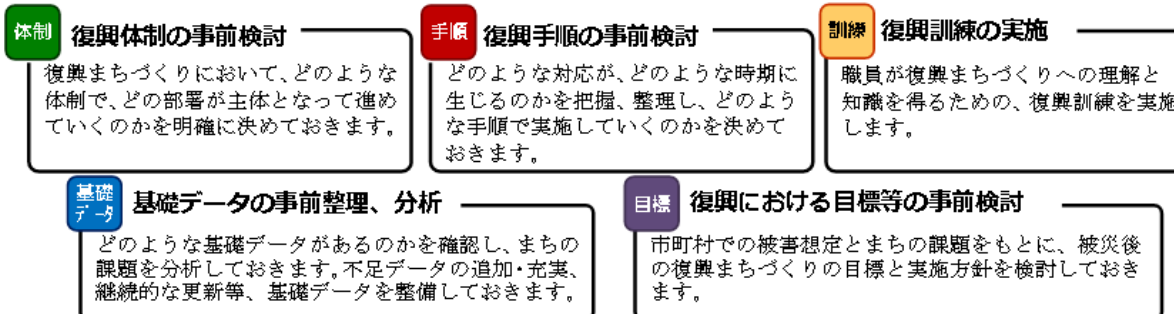 体制 復興体制の事前検討
復興まちづくりにおいて、どのような
体制で、どの部署が主体となって進め
ていくのかを明確に決めておきます。
手順 復興手順の事前検討
どのような対応が、どのような時期に
生じるのかを把握、整理し、どのよう
な手順で実施していくのかを決めて
おきます。
訓練 復興訓練の実施
職員が復興まちづくりへの理解と
知識を得るための、復興訓練を実施
します。
基礎
データ
基礎データの事前整理、分析
どのような基礎データがあるのかを確認し、まちの
課題を分析しておきます。不足データの追加・充実、
継続的な更新等、基礎データを整備しておきます。
目標 復興における目標等の事前検討
市町村での被害想定とまちの課題をもとに、被災後
の復興まちづくりの目標と実施方針を検討しておき
ます。